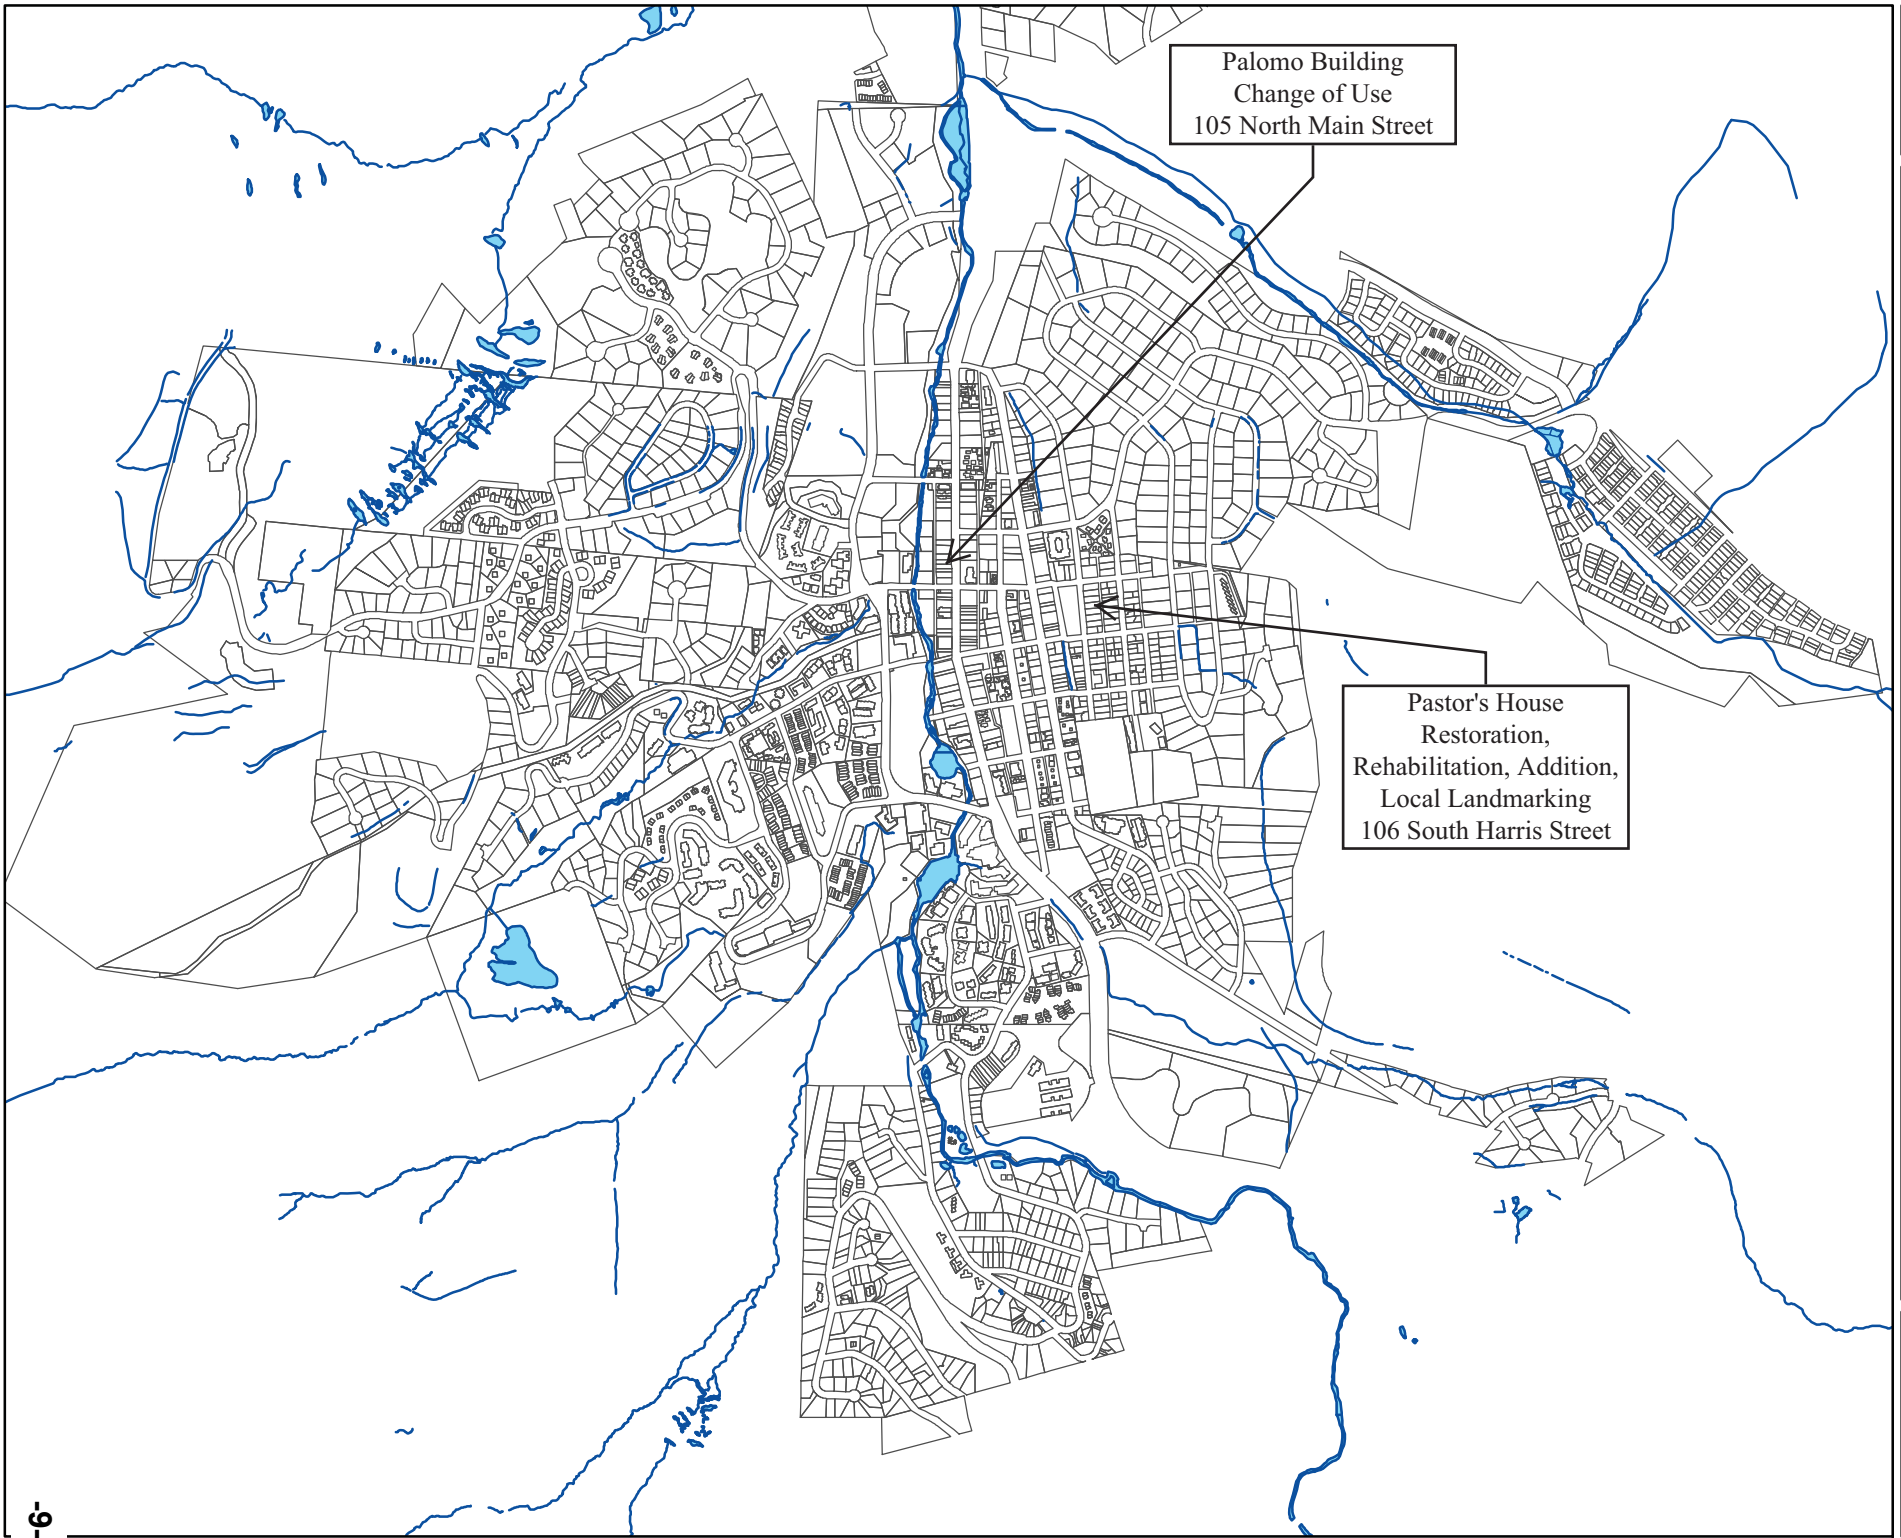 Palomo Building
Change of Use
105 North Main Street
Pastor's House
Restoration,
Rehabilitation, Addition,
Local Landmarking
106 South Harris Street
-6-